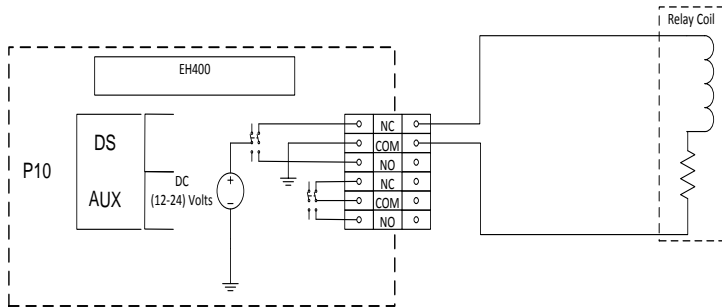 Relay Coil
EH400
P10
DS
AUX
DC
(12-24) Volts
+
−
NC
COM
NO
NC
COM
NO